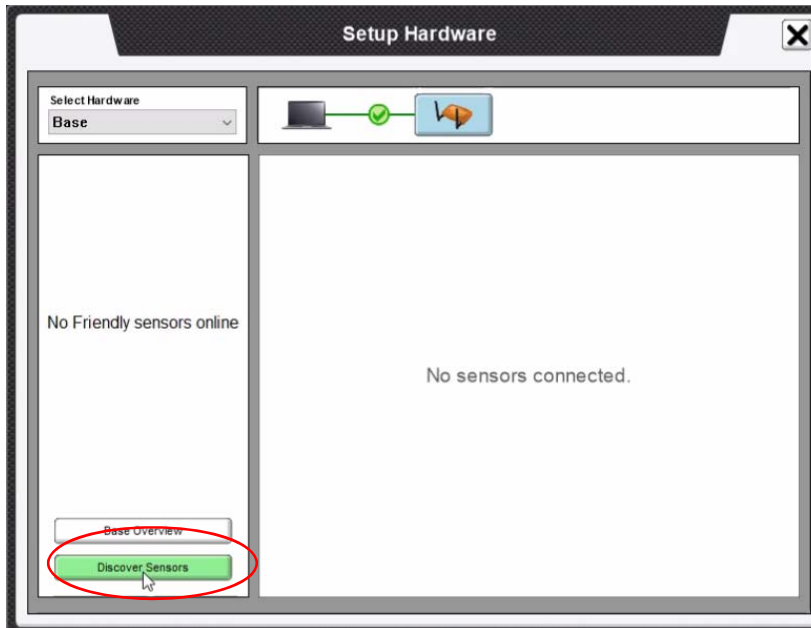 Setup Hardware
Select Hardware
Base
No Friendly sensors online
No sensors connected.
Base Overview
Discover Sensors